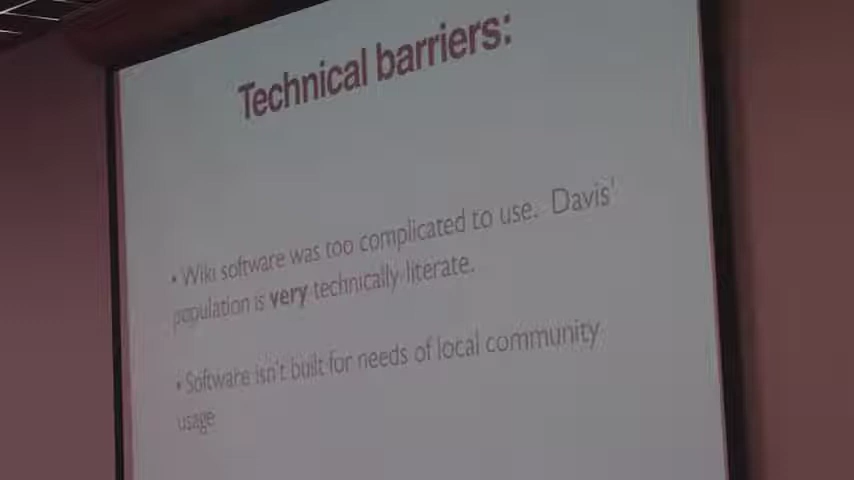 Technical barriers:
• Wiki software was too complicated to use. Davis'
population is very technically-literate.
• Software isn't built for needs of local community
usage